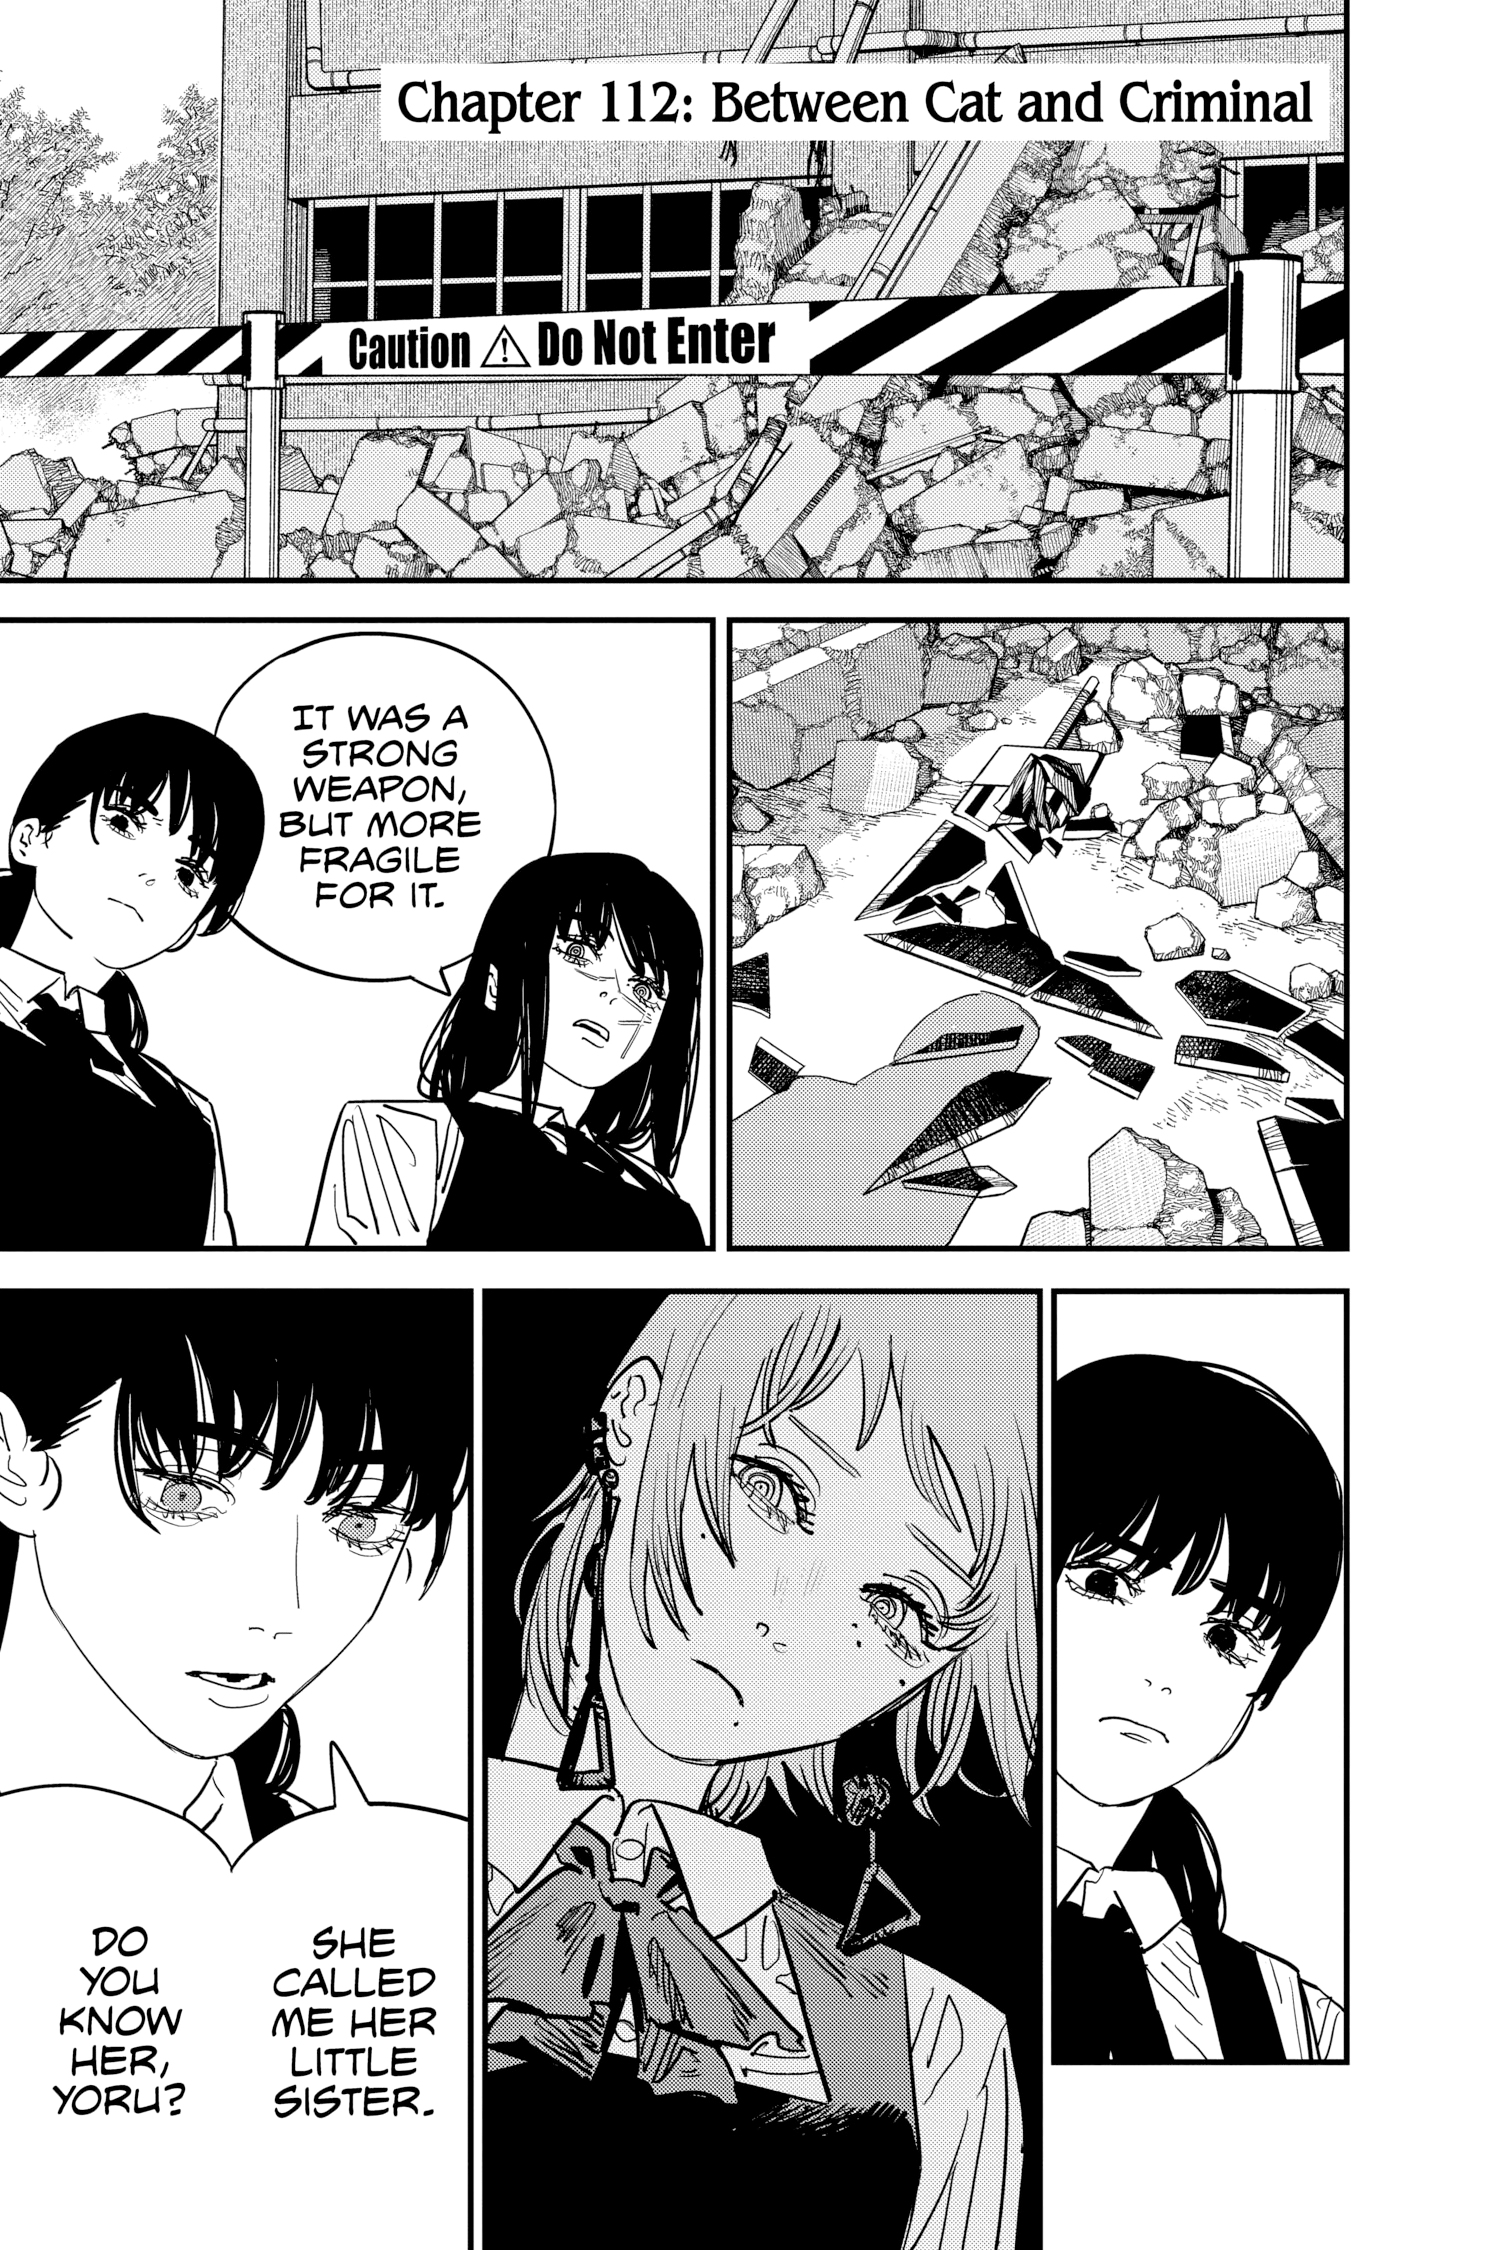 Chapter 112: Between Cat and Criminal
Caution ! Do Not Enter
IT WAS A
STRONG
WEAPON,
BUT MORE
FRAGILE
FOR IT.
SHE
CALLED
ME HER
LITTLE
SISTER.
DO
YOU
KNOW
HER,
YORU?